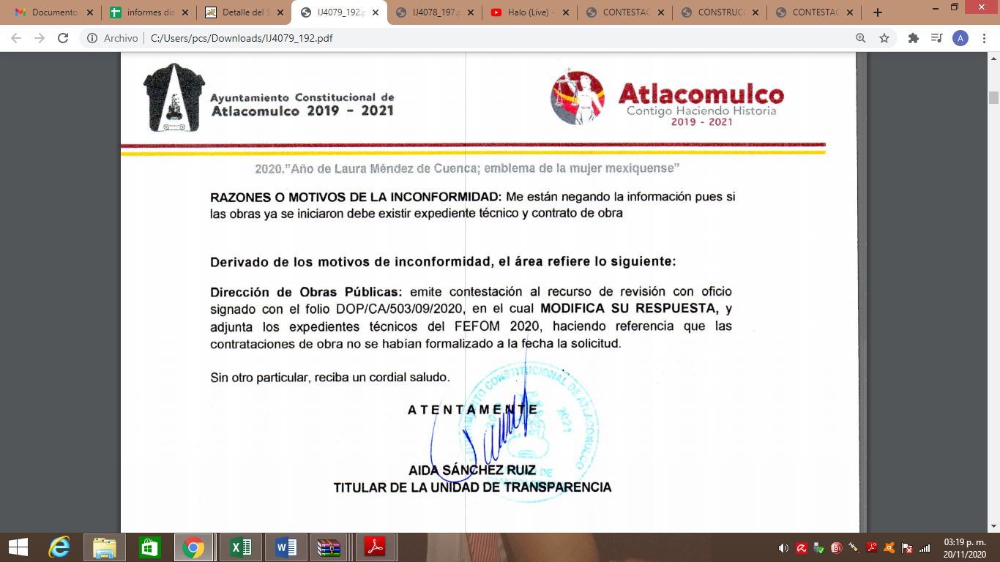 Documento
informes dia
Detalle del S
IJ4079_192.p
IJ4078_197.p
Halo (Live) -
CONTESTAC
CONSTRUCC
CONTESTAC
Archivo
C:/Users/pcs/Downloads/IJ4079_192.pdf
A
Ayuntamiento Constitucional de
Atlacomulco 2019 - 2021
Atlacomulco
Contigo Haciendo Historia
2019 - 2021
2020."Año de Laura Méndez de Cuenca; emblema de la mujer mexiquense"
RAZONES O MOTIVOS DE LA INCONFORMIDAD: Me están negando la información pues si
las obras ya se iniciaron debe existir expediente técnico y contrato de obra
Derivado de los motivos de inconformidad, el área refiere lo siguiente:
Dirección de Obras Públicas: emite contestación al recurso de revisión con oficio
signado con el folio DOP/CA/503/09/2020, en el cual MODIFICA SU RESPUESTA, y
adjunta los expedientes técnicos del FEFOM 2020, haciendo referencia que las
contrataciones de obra no se habían formalizado a la fecha la solicitud.
Sin otro particular, reciba un cordial saludo.
CONSTITUCIONAL DE ATLACOMULCO
2021
A T E N T A M E N T E
AIDA SÁNCHEZ RUIZ
TITULAR DE LA UNIDAD DE TRANSPARENCIA
03:19 p. m.
20/11/2020